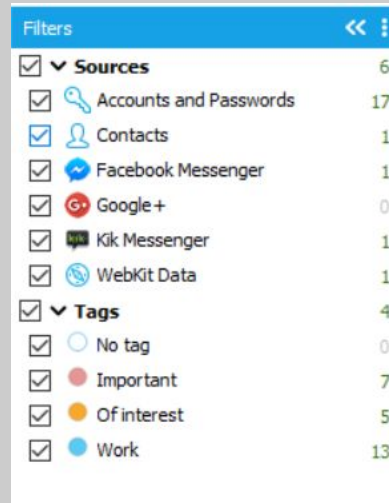 Filters
Sources 6
Accounts and Passwords 17
Contacts 1
Facebook Messenger 1
Google+ 0
kik Kik Messenger 1
WebKit Data 1
Tags 4
No tag 0
Important 7
Of interest 5
Work 13